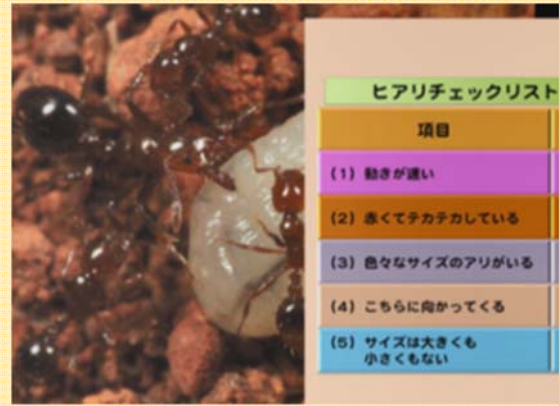 ヒアリチェックリスト
項目
(1) 動きが速い
(2) 赤くてテカテカしている
(3) 色々なサイズのアリがいる
(4) こちらに向かってくる
(5) サイズは大きくも
小さくもない